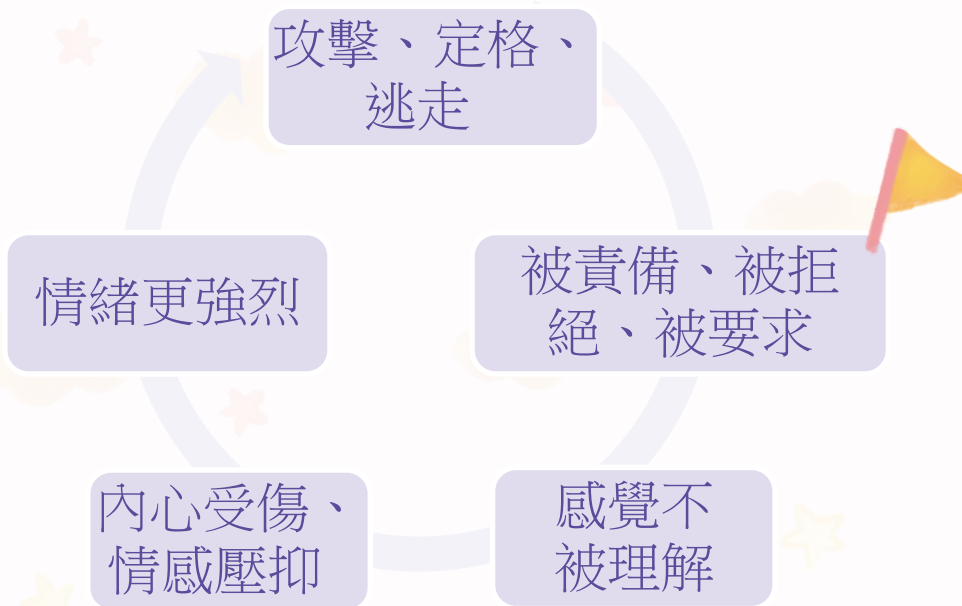 攻擊、定格、
逃走
被責備、被拒
絕、被要求
感覺不
被理解
內心受傷、
情感壓抑
情緒更強烈